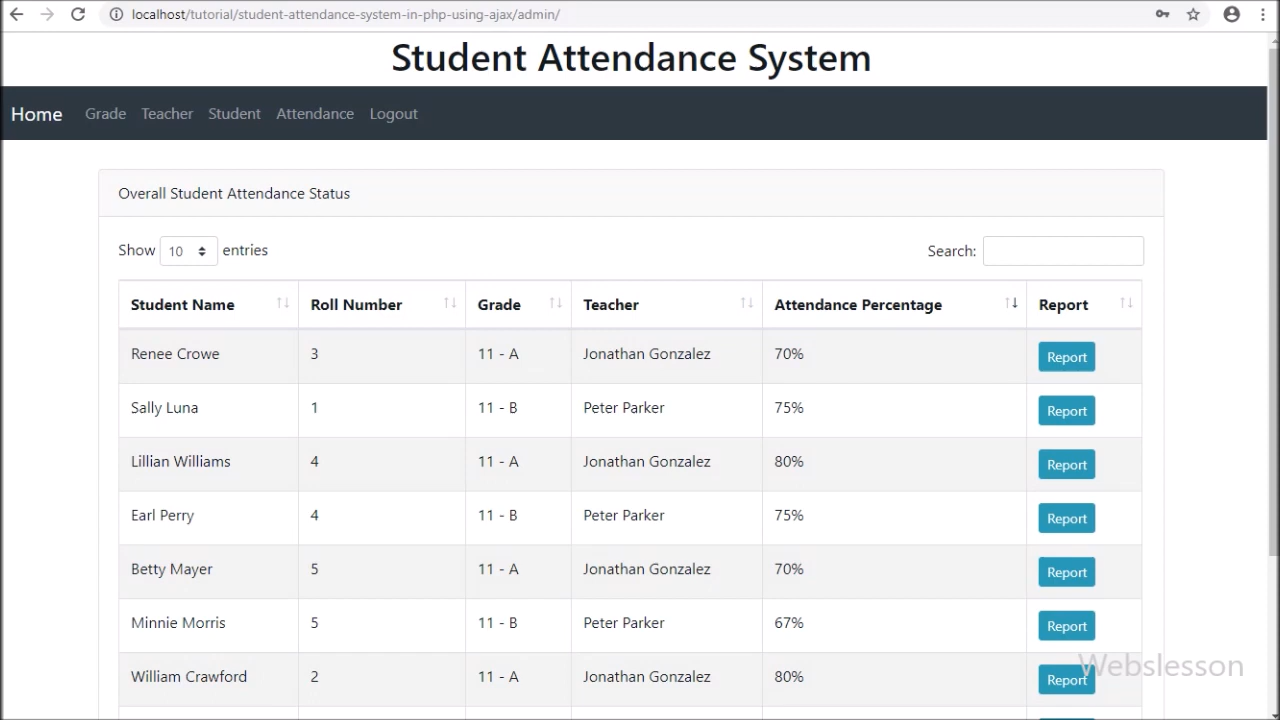 localhost/tutorial/student-attendance-system-in-php-using-ajax/admin/
Student Attendance System
Home Grade Teacher Student Attendance Logout
Overall Student Attendance Status
Show 10 entries Search:
Student Name Roll Number Grade Teacher Attendance Percentage Report
Renee Crowe 3 11 - A Jonathan Gonzalez 70% Report
Sally Luna 1 11 - B Peter Parker 75% Report
Lillian Williams 4 11 - A Jonathan Gonzalez 80% Report
Earl Perry 4 11 - B Peter Parker 75% Report
Betty Mayer 5 11 - A Jonathan Gonzalez 70% Report
Minnie Morris 5 11 - B Peter Parker 67% Report
William Crawford 2 11 - A Jonathan Gonzalez 80% Report
Webslesson